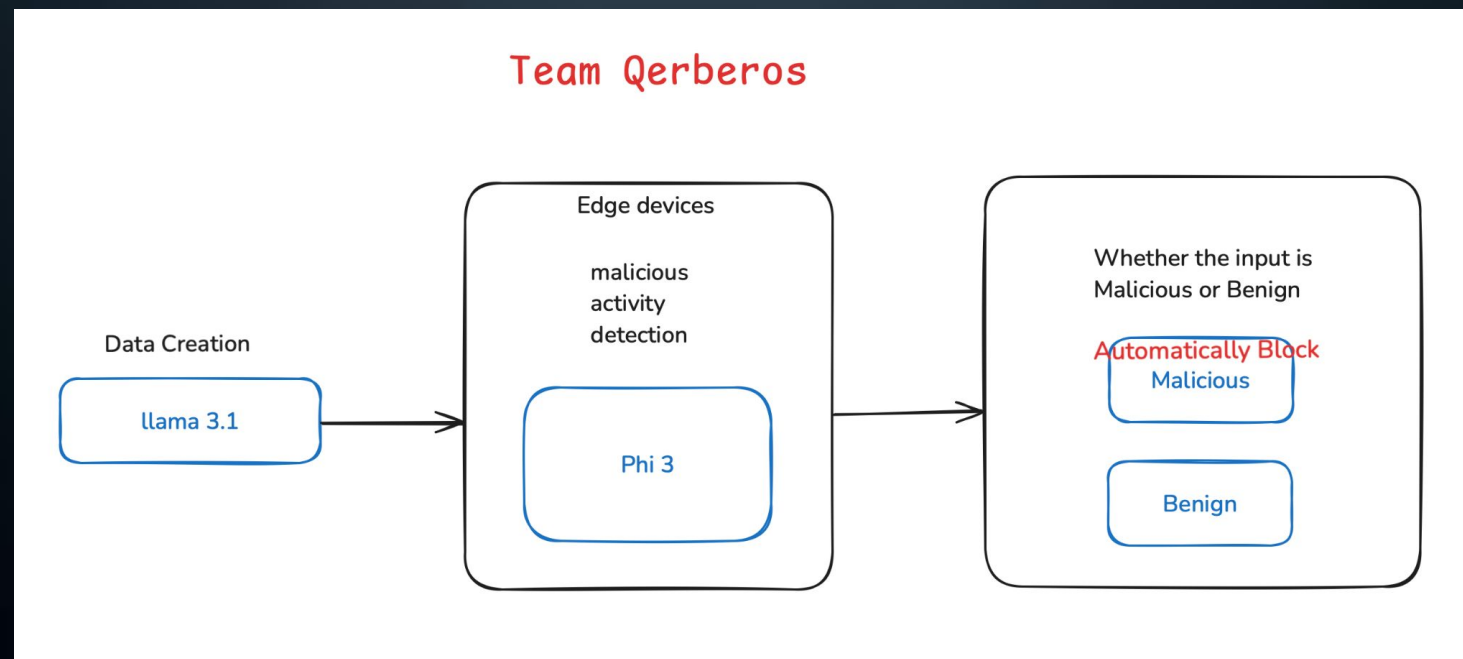 Team Qerberos
Data Creation
llama 3.1
Edge devices
malicious
activity
detection
Phi 3
Whether the input is
Malicious or Benign
Automatically Block
Malicious
Benign